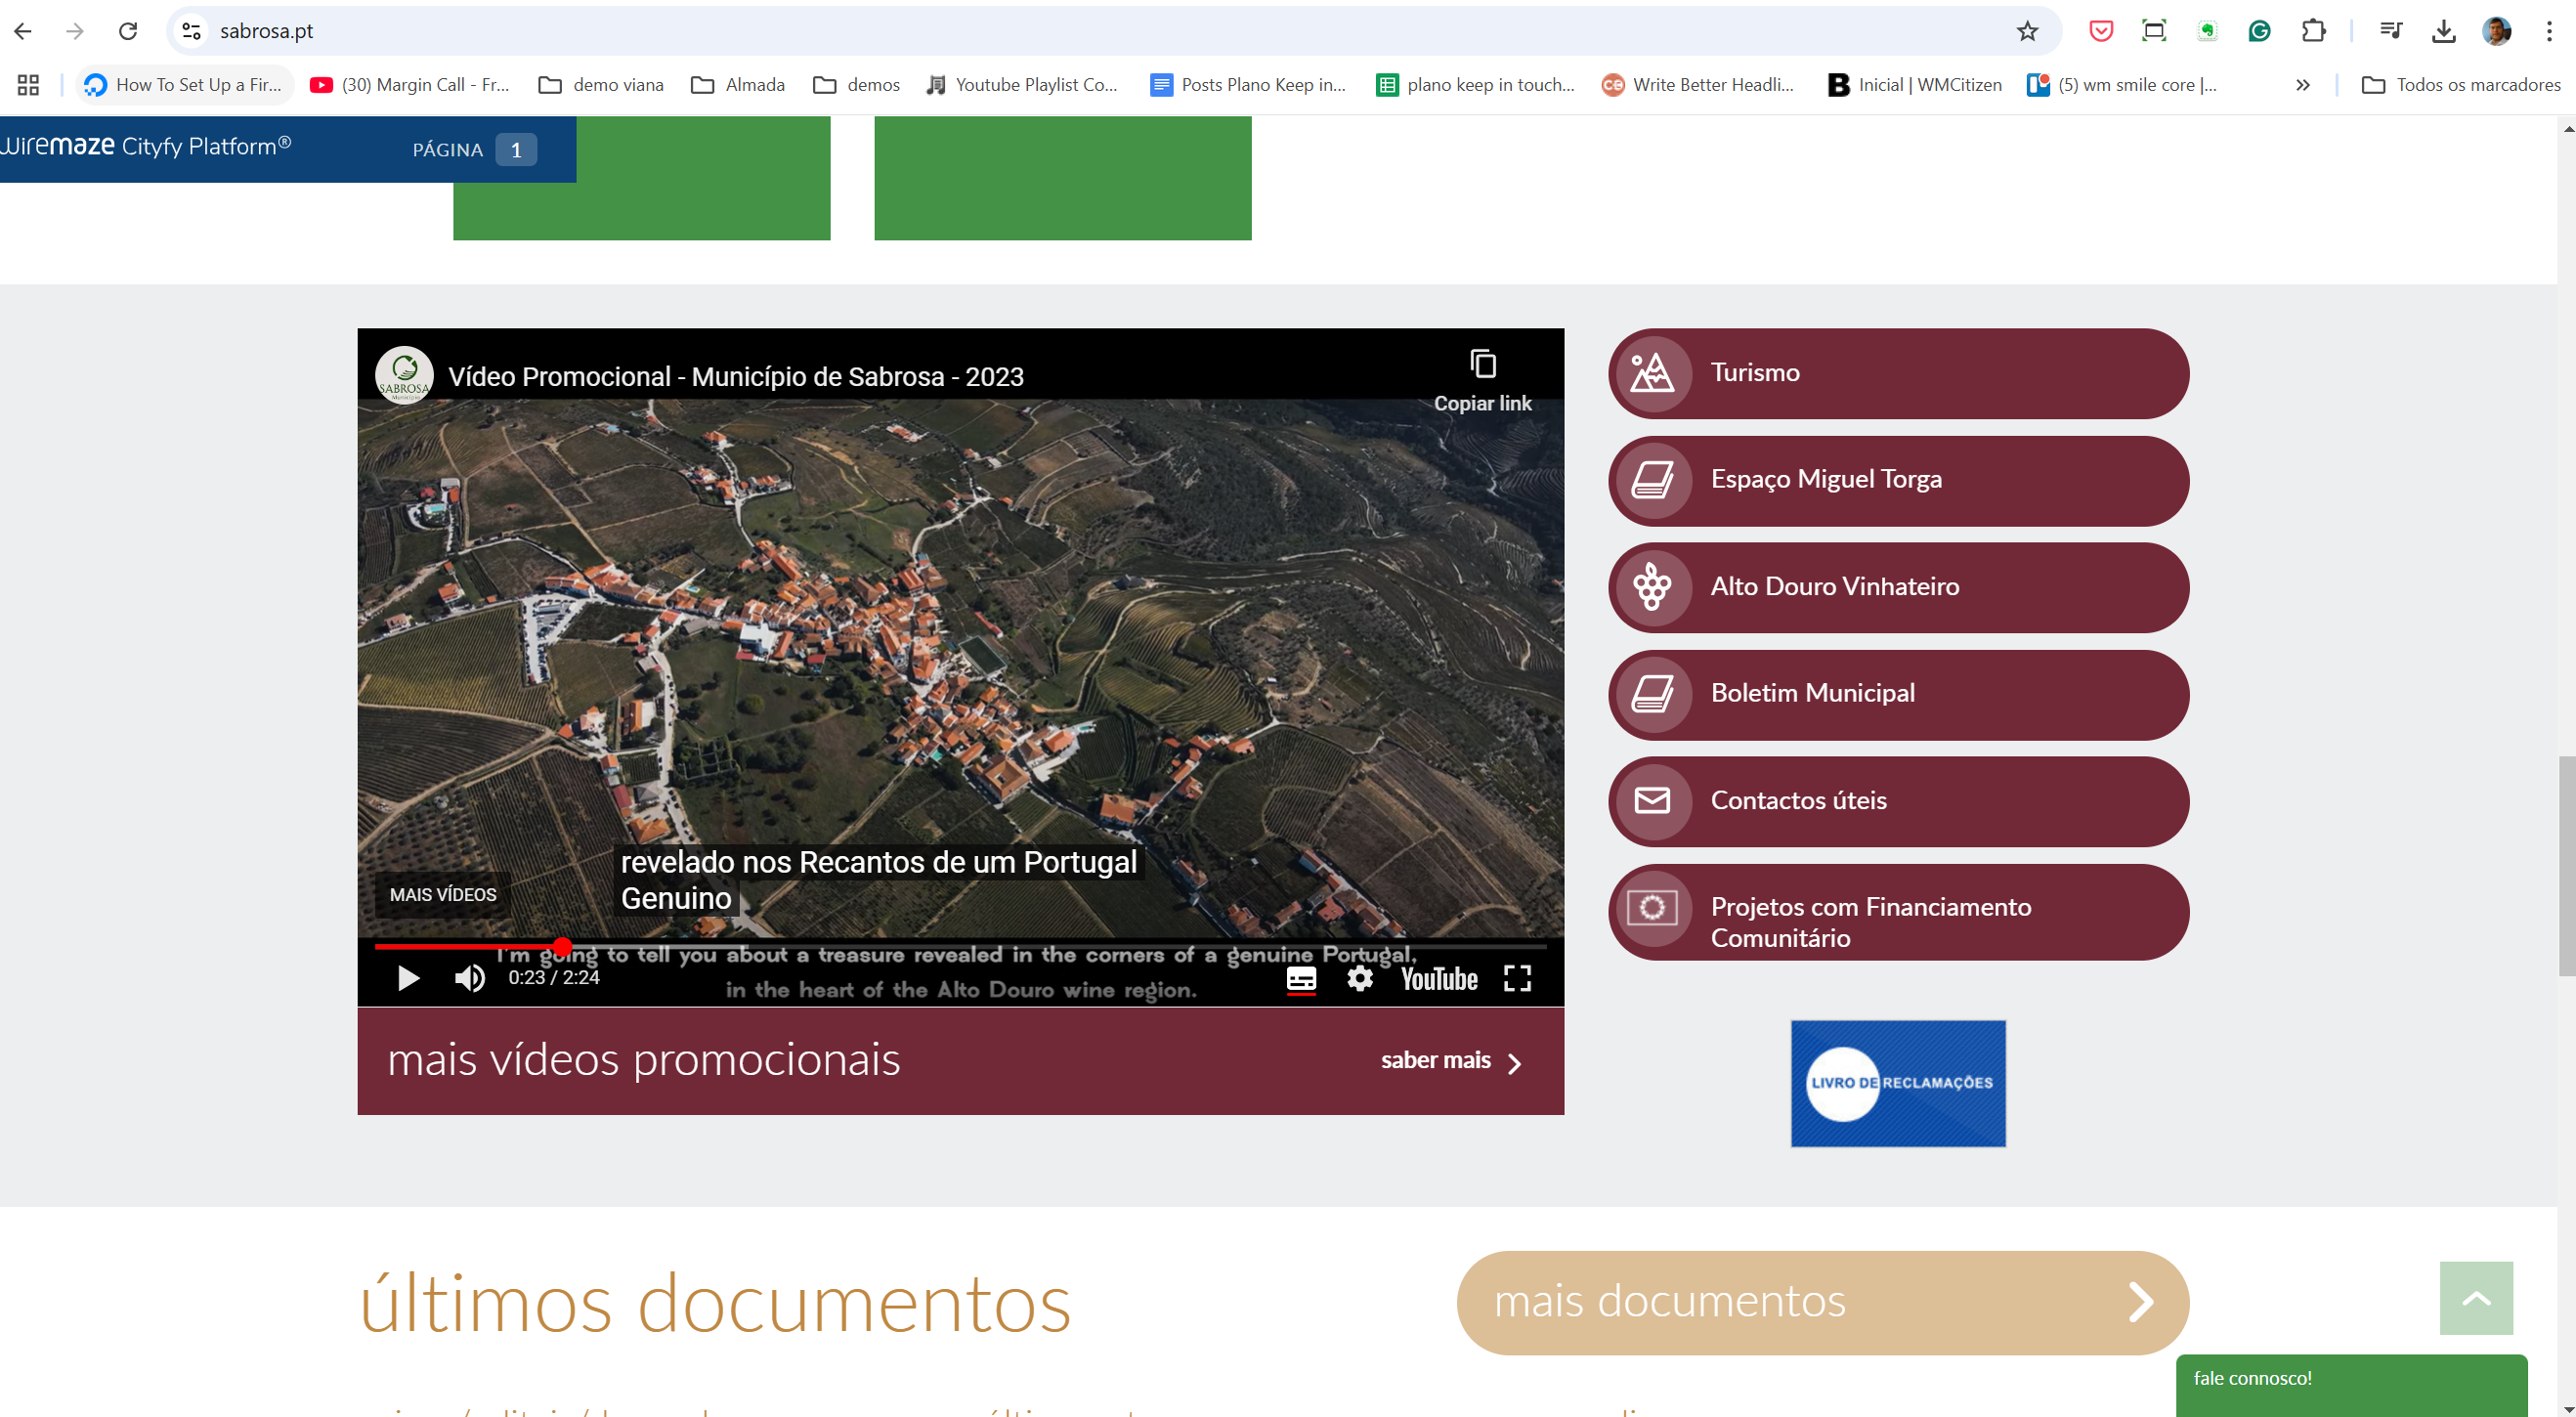 sabrosa.pt
How To Set Up a Fir...
(30) Margin Call - Fr...
demo viana
Almada
demos
Youtube Playlist Co...
Posts Plano Keep in...
plano keep in touch...
Write Better Headli...
Inicial | WMCitizen
(5) wm smile core |...
Todos os marcadores
wiremaze Cityfy Platform®
PÁGINA 1
SABROSA
Município
Vídeo Promocional - Município de Sabrosa - 2023
Copiar link
revelado nos Recantos de um Portugal
Genuino
MAIS VÍDEOS
I'm going to tell you about a treasure revealed in the corners of a genuine Portugal,
in the heart of the Alto Douro wine region.
0:23 / 2:24
YouTube
mais vídeos promocionais
saber mais
Turismo
Espaço Miguel Torga
Alto Douro Vinhateiro
Boletim Municipal
Contactos úteis
Projetos com Financiamento
Comunitário
LIVRO DE RECLAMAÇÕES
últimos documentos
mais documentos
fale connosco!